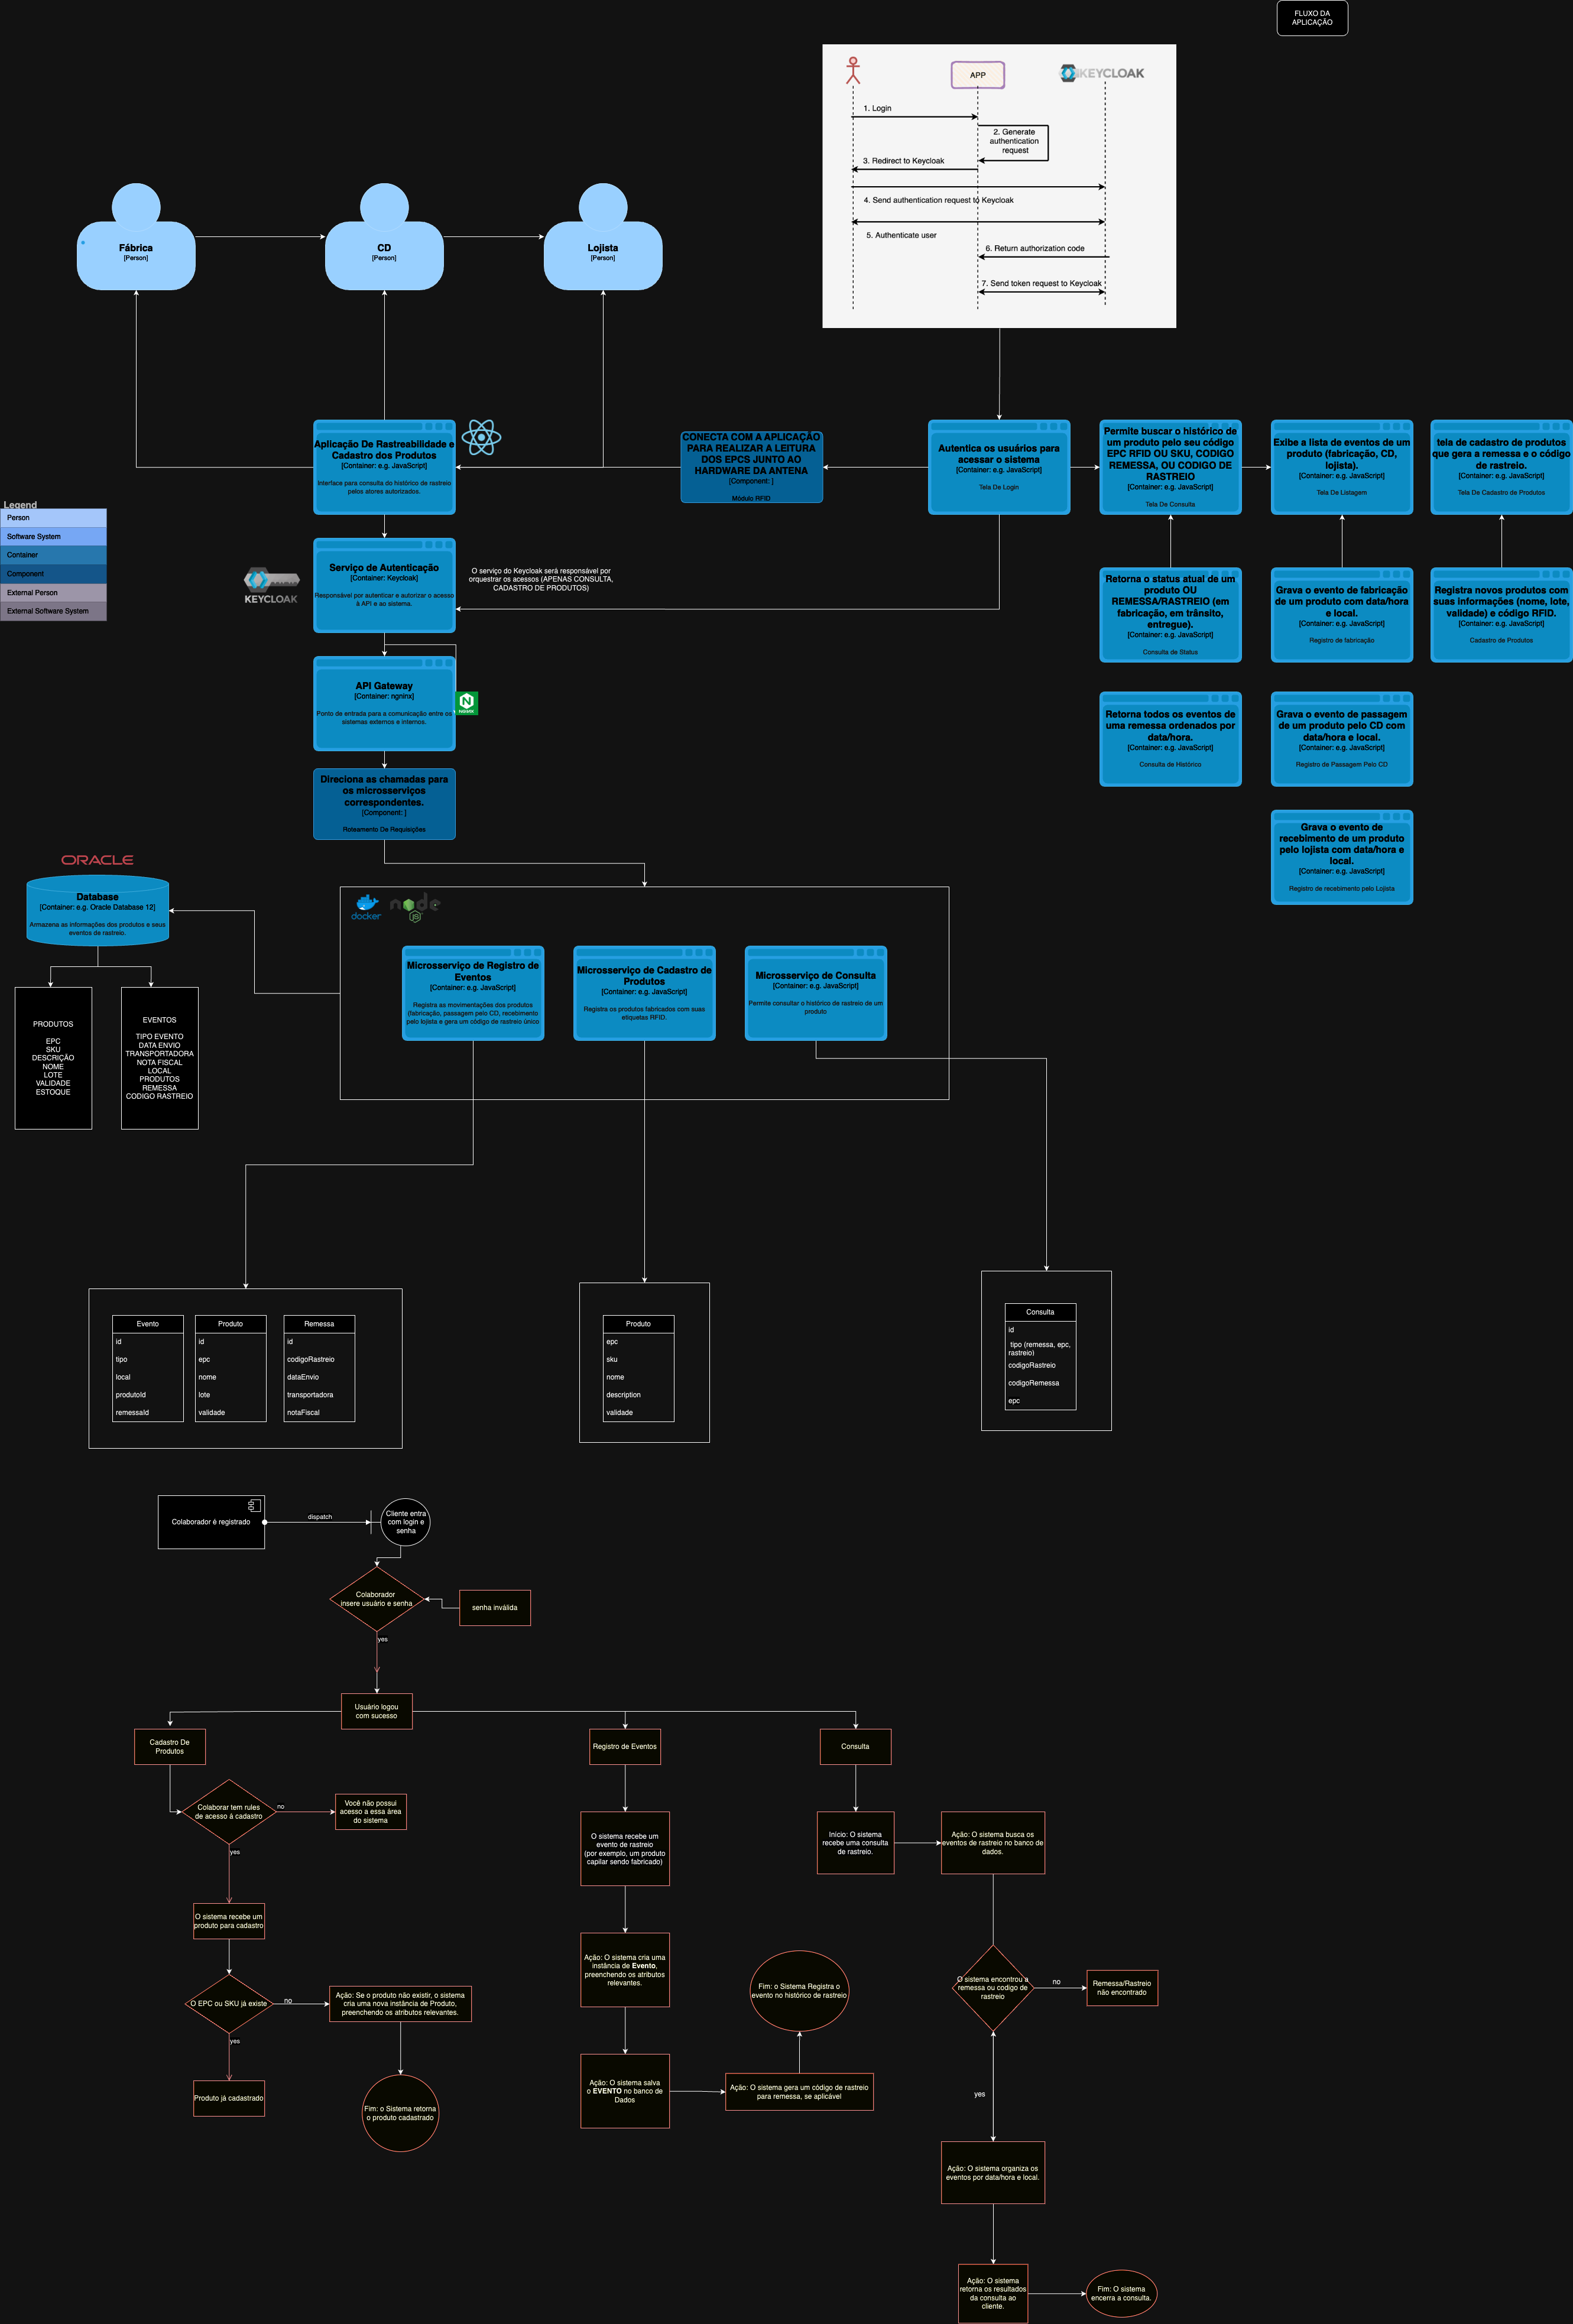 FLUXO DA
APLICAÇÃO
APP
KEYCLOAK
1. Login
2. Generate
authentication
request
3. Redirect to Keycloak
4. Send authentication request to Keycloak
5. Authenticate user
6. Return authorization code
7. Send token request to Keycloak
Fábrica
[Person]
CD
[Person]
Lojista
[Person]
Aplicação De Rastreabilidade e
Cadastro dos Produtos
[Container: e.g. JavaScript]
Interface para consulta do histórico de rastreio
pelos atores autorizados.
CONECTA COM A APLICAÇÃO
PARA REALIZAR A LEITURA
DOS EPCS JUNTO AO
HARDWARE DA ANTENA
[Component: ]
Módulo RFID
Autentica os usuários para
acessar o sistema
[Container: e.g. JavaScript]
Tela De Login
Permite buscar o histórico de
um produto pelo seu código
EPC RFID OU SKU, CODIGO
REMESSA, OU CODIGO DE
RASTREIO
[Container: e.g. JavaScript]
Tela De Consulta
Exibe a lista de eventos de um
produto (fabricação, CD,
lojista).
[Container: e.g. JavaScript]
Tela De Listagem
tela de cadastro de produtos
que gera a remessa e o código
de rastreio.
[Container: e.g. JavaScript]
Tela De Cadastro de Produtos
Legend
Person
Software System
Container
Component
External Person
External Software System
KEYCLOAK
Serviço de Autenticação
[Container: Keycloak]
Responsável por autenticar e autorizar o acesso
à API e ao sistema.
O serviço do Keycloak será responsável por
orquestrar os acessos (APENAS CONSULTA,
CADASTRO DE PRODUTOS)
Retorna o status atual de um
produto OU
REMESSA/RASTREIO (em
fabricação, em trânsito,
entregue).
[Container: e.g. JavaScript]
Consulta de Status
Grava o evento de fabricação
de um produto com data/hora
e local.
[Container: e.g. JavaScript]
Registro de fabricação
Registra novos produtos com
suas informações (nome, lote,
validade) e código RFID.
[Container: e.g. JavaScript]
Cadastro de Produtos
API Gateway
[Container: ngninx]
Ponto de entrada para a comunicação entre os
sistemas externos e internos.
NGINX
Retorna todos os eventos de
uma remessa ordenados por
data/hora.
[Container: e.g. JavaScript]
Consulta de Histórico
Grava o evento de passagem
de um produto pelo CD com
data/hora e local.
[Container: e.g. JavaScript]
Registro de Passagem Pelo CD
Direciona as chamadas para
os microsserviços
correspondentes.
[Component: ]
Roteamento De Requisições
Grava o evento de
recebimento de um produto
pelo lojista com data/hora e
local.
[Container: e.g. JavaScript]
Registro de recebimento pelo Lojista
ORACLE
Database
[Container: e.g. Oracle Database 12]
Armazena as informações dos produtos e seus
eventos de rastreio.
docker
node
JS
Microsserviço de Registro de
Eventos
[Container: e.g. JavaScript]
Registra as movimentações dos produtos
(fabricação, passagem pelo CD, recebimento
pelo lojista e gera um código de rastreio único
Microsserviço de Cadastro de
Produtos
[Container: e.g. JavaScript]
Registra os produtos fabricados com suas
etiquetas RFID.
Microsserviço de Consulta
[Container: e.g. JavaScript]
Permite consultar o histórico de rastreio de um
produto
PRODUTOS
EPC
SKU
DESCRIÇÃO
NOME
LOTE
VALIDADE
ESTOQUE
EVENTOS
TIPO EVENTO
DATA ENVIO
TRANSPORTADORA
NOTA FISCAL
LOCAL
PRODUTOS
REMESSA
CODIGO RASTREIO
Evento
id
tipo
local
produtoId
remessaId
Produto
id
epc
nome
lote
validade
Remessa
id
codigoRastreio
dataEnvio
transportadora
notaFiscal
Produto
epc
sku
nome
description
validade
Consulta
id
tipo (remessa, epc,
rastreio)
codigoRastreio
codigoRemessa
epc
Colaborador é registrado
dispatch
Cliente entra
com login e
senha
Colaborador
insere usuário e senha
senha inválida
yes
Usuário logou
com sucesso
Cadastro De
Produtos
Registro de Eventos
Consulta
Colaborar tem rules
de acesso à cadastro
no
Você não possui
acesso a essa área
do sistema
yes
O sistema recebe um
evento de rastreio
(por exemplo, um produto
capilar sendo fabricado)
Início: O sistema
recebe uma consulta
de rastreio.
Ação: O sistema busca os
eventos de rastreio no banco de
dados.
O sistema recebe um
produto para cadastro
Ação: O sistema cria uma
instância de Evento,
preenchendo os atributos
relevantes.
Fim: o Sistema Registra o
evento no histórico de rastreio
O sistema encontrou a
remessa ou codigo de
rastreio
no
Remessa/Rastreio
não encontrado
O EPC ou SKU já existe
no
Ação: Se o produto não existir, o sistema
cria uma nova instância de Produto,
preenchendo os atributos relevantes.
yes
Produto já cadastrado
Fim: o Sistema retorna
o produto cadastrado
Ação: O sistema salva
o EVENTO no banco de
Dados
Ação: O sistema gera um código de rastreio
para remessa, se aplicável
yes
Ação: O sistema organiza os
eventos por data/hora e local.
Ação: O sistema
retorna os resultados
da consulta ao
cliente.
Fim: O sistema
encerra a consulta.